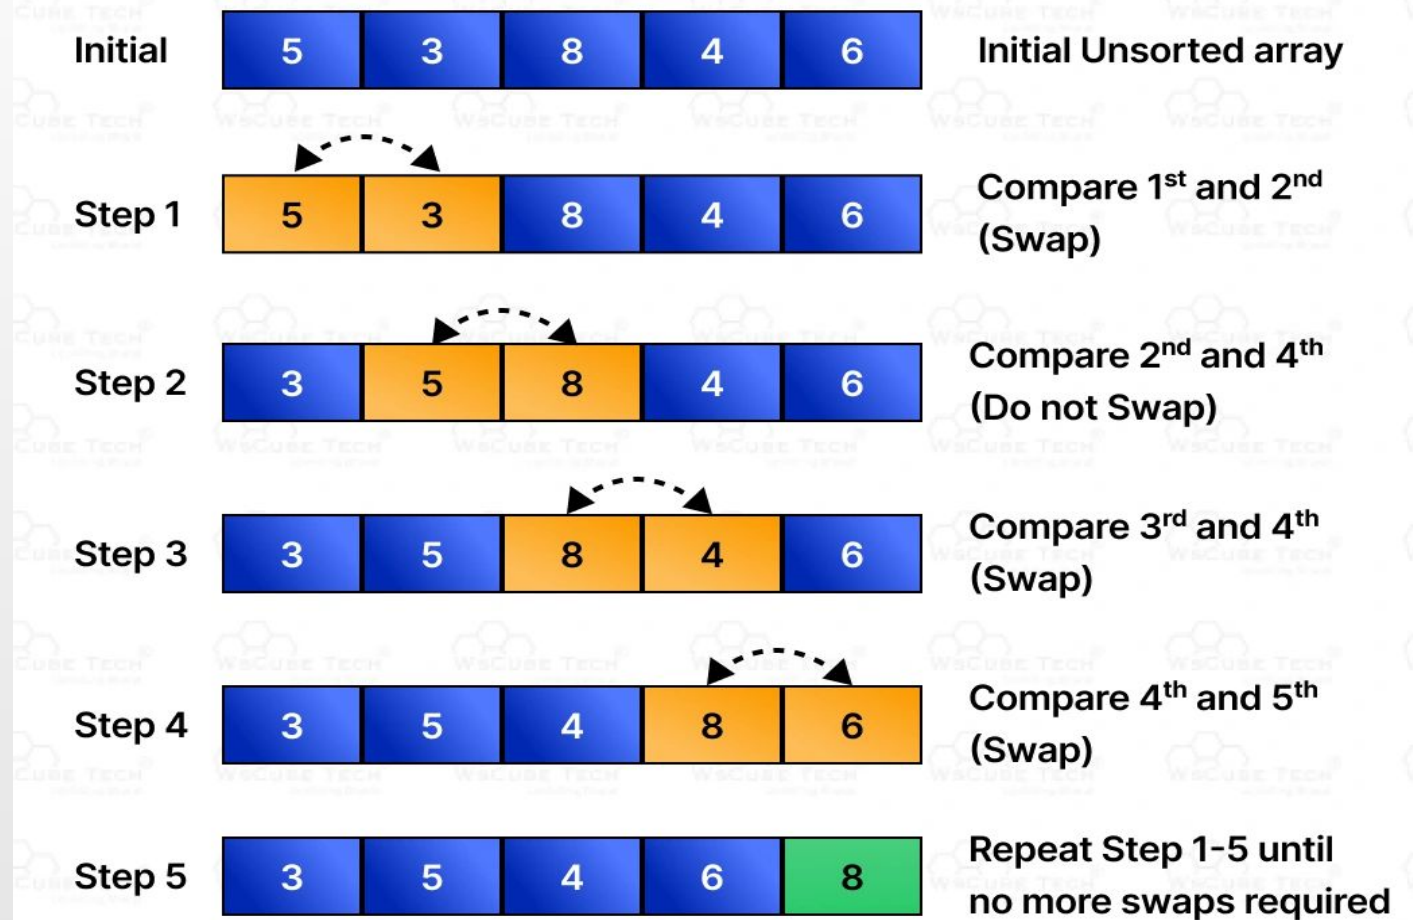 Initial 5 3 8 4 6 Initial Unsorted array
Step 1 5 3 8 4 6 Compare 1st and 2nd
(Swap)
Step 2 3 5 8 4 6 Compare 2nd and 4th
(Do not Swap)
Step 3 3 5 8 4 6 Compare 3rd and 4th
(Swap)
Step 4 3 5 4 8 6 Compare 4th and 5th
(Swap)
Step 5 3 5 4 6 8 Repeat Step 1-5 until
no more swaps required
WsCube Tech